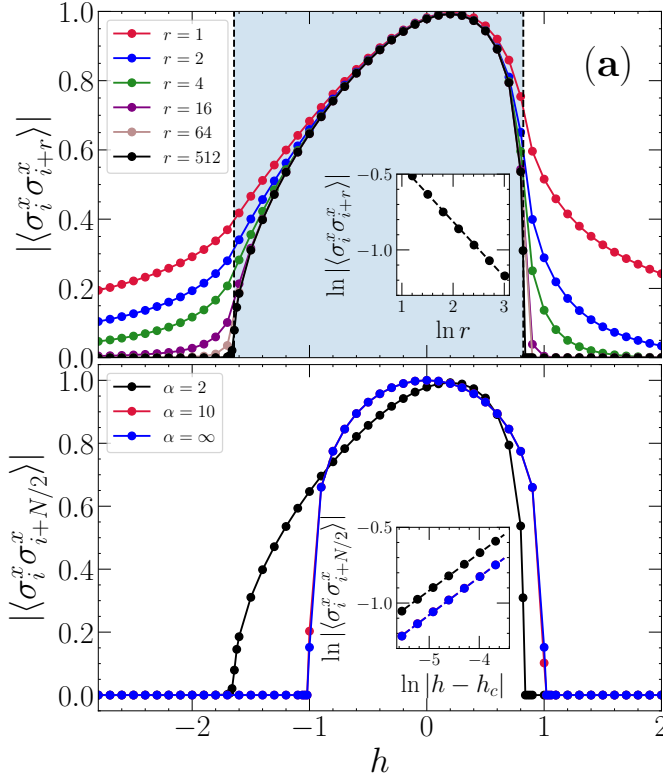 (a)
|⟨σ_i^x σ_{i+r}^x⟩|
1.0
0.8
0.6
0.4
0.2
0.0
r = 1
r = 2
r = 4
r = 16
r = 64
r = 512
ln |⟨σ_i^x σ_{i+r}^x⟩|
−0.5
−1.0
1 2 3
ln r
|⟨σ_i^x σ_{i+N/2}^x⟩|
1.0
0.8
0.6
0.4
0.2
0.0
α = 2
α = 10
α = ∞
ln |⟨σ_i^x σ_{i+N/2}^x⟩|
−0.5
−1.0
−5 −4
ln |h − h_c|
−2 −1 0 1 2
h